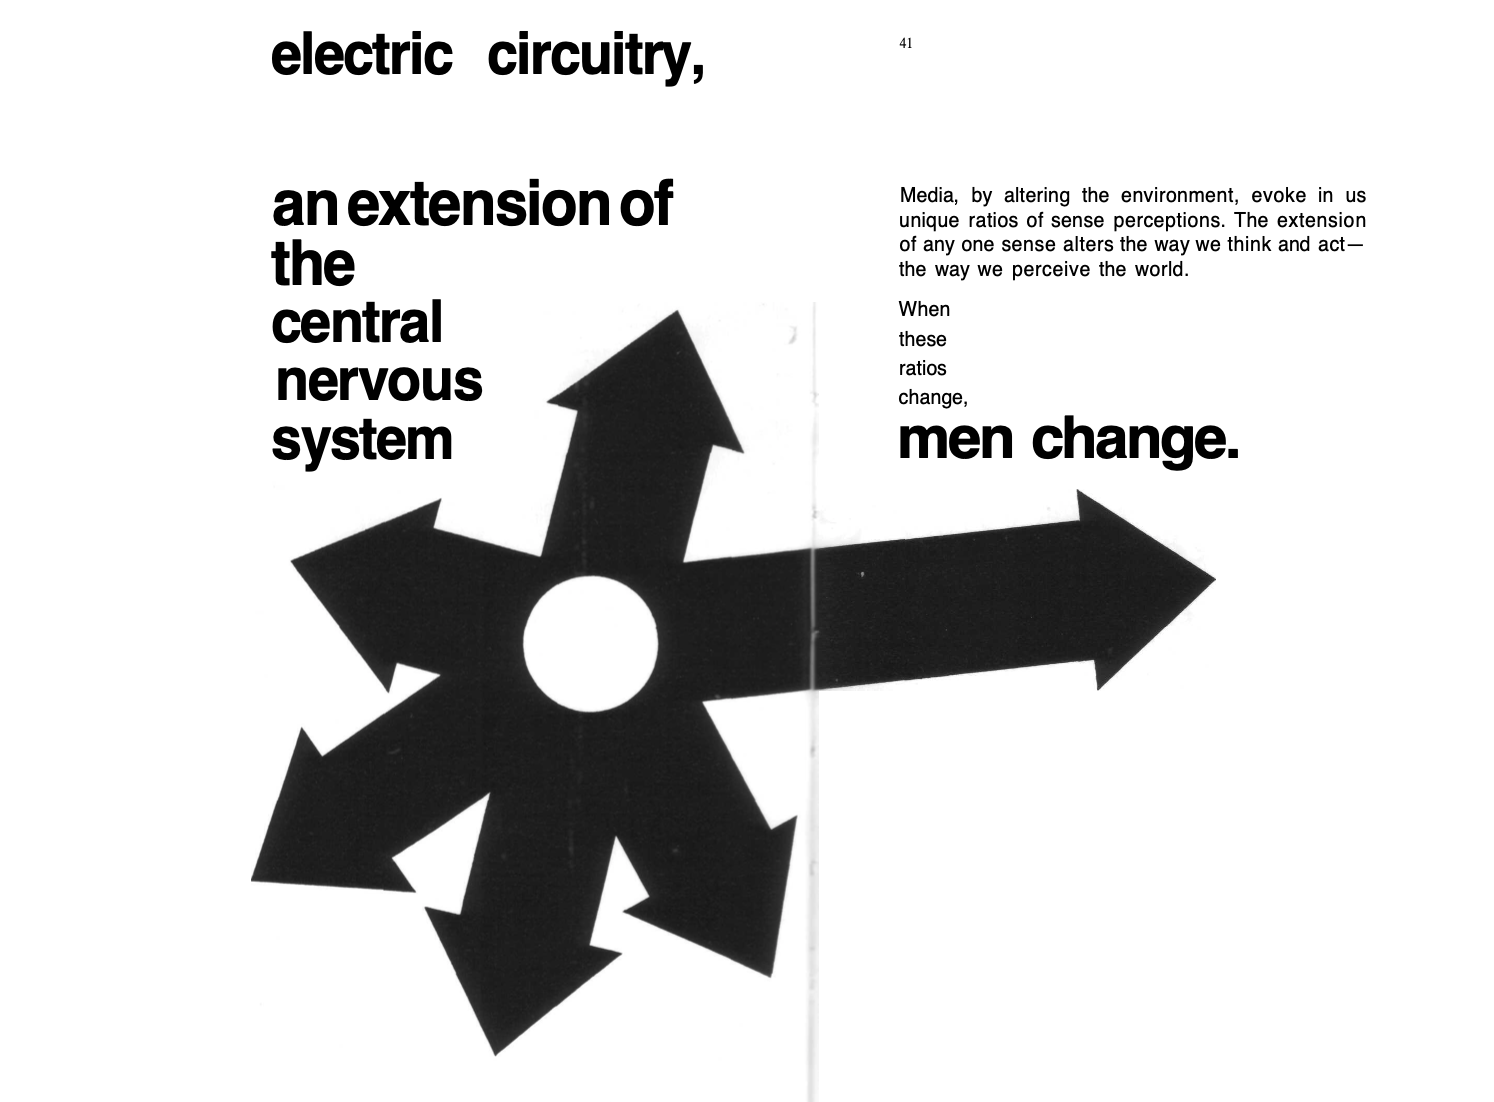 electric circuitry,
an extension of
the
central
nervous
system
41
Media, by altering the environment, evoke in us
unique ratios of sense perceptions. The extension
of any one sense alters the way we think and act—
the way we perceive the world.
When
these
ratios
change,
men change.